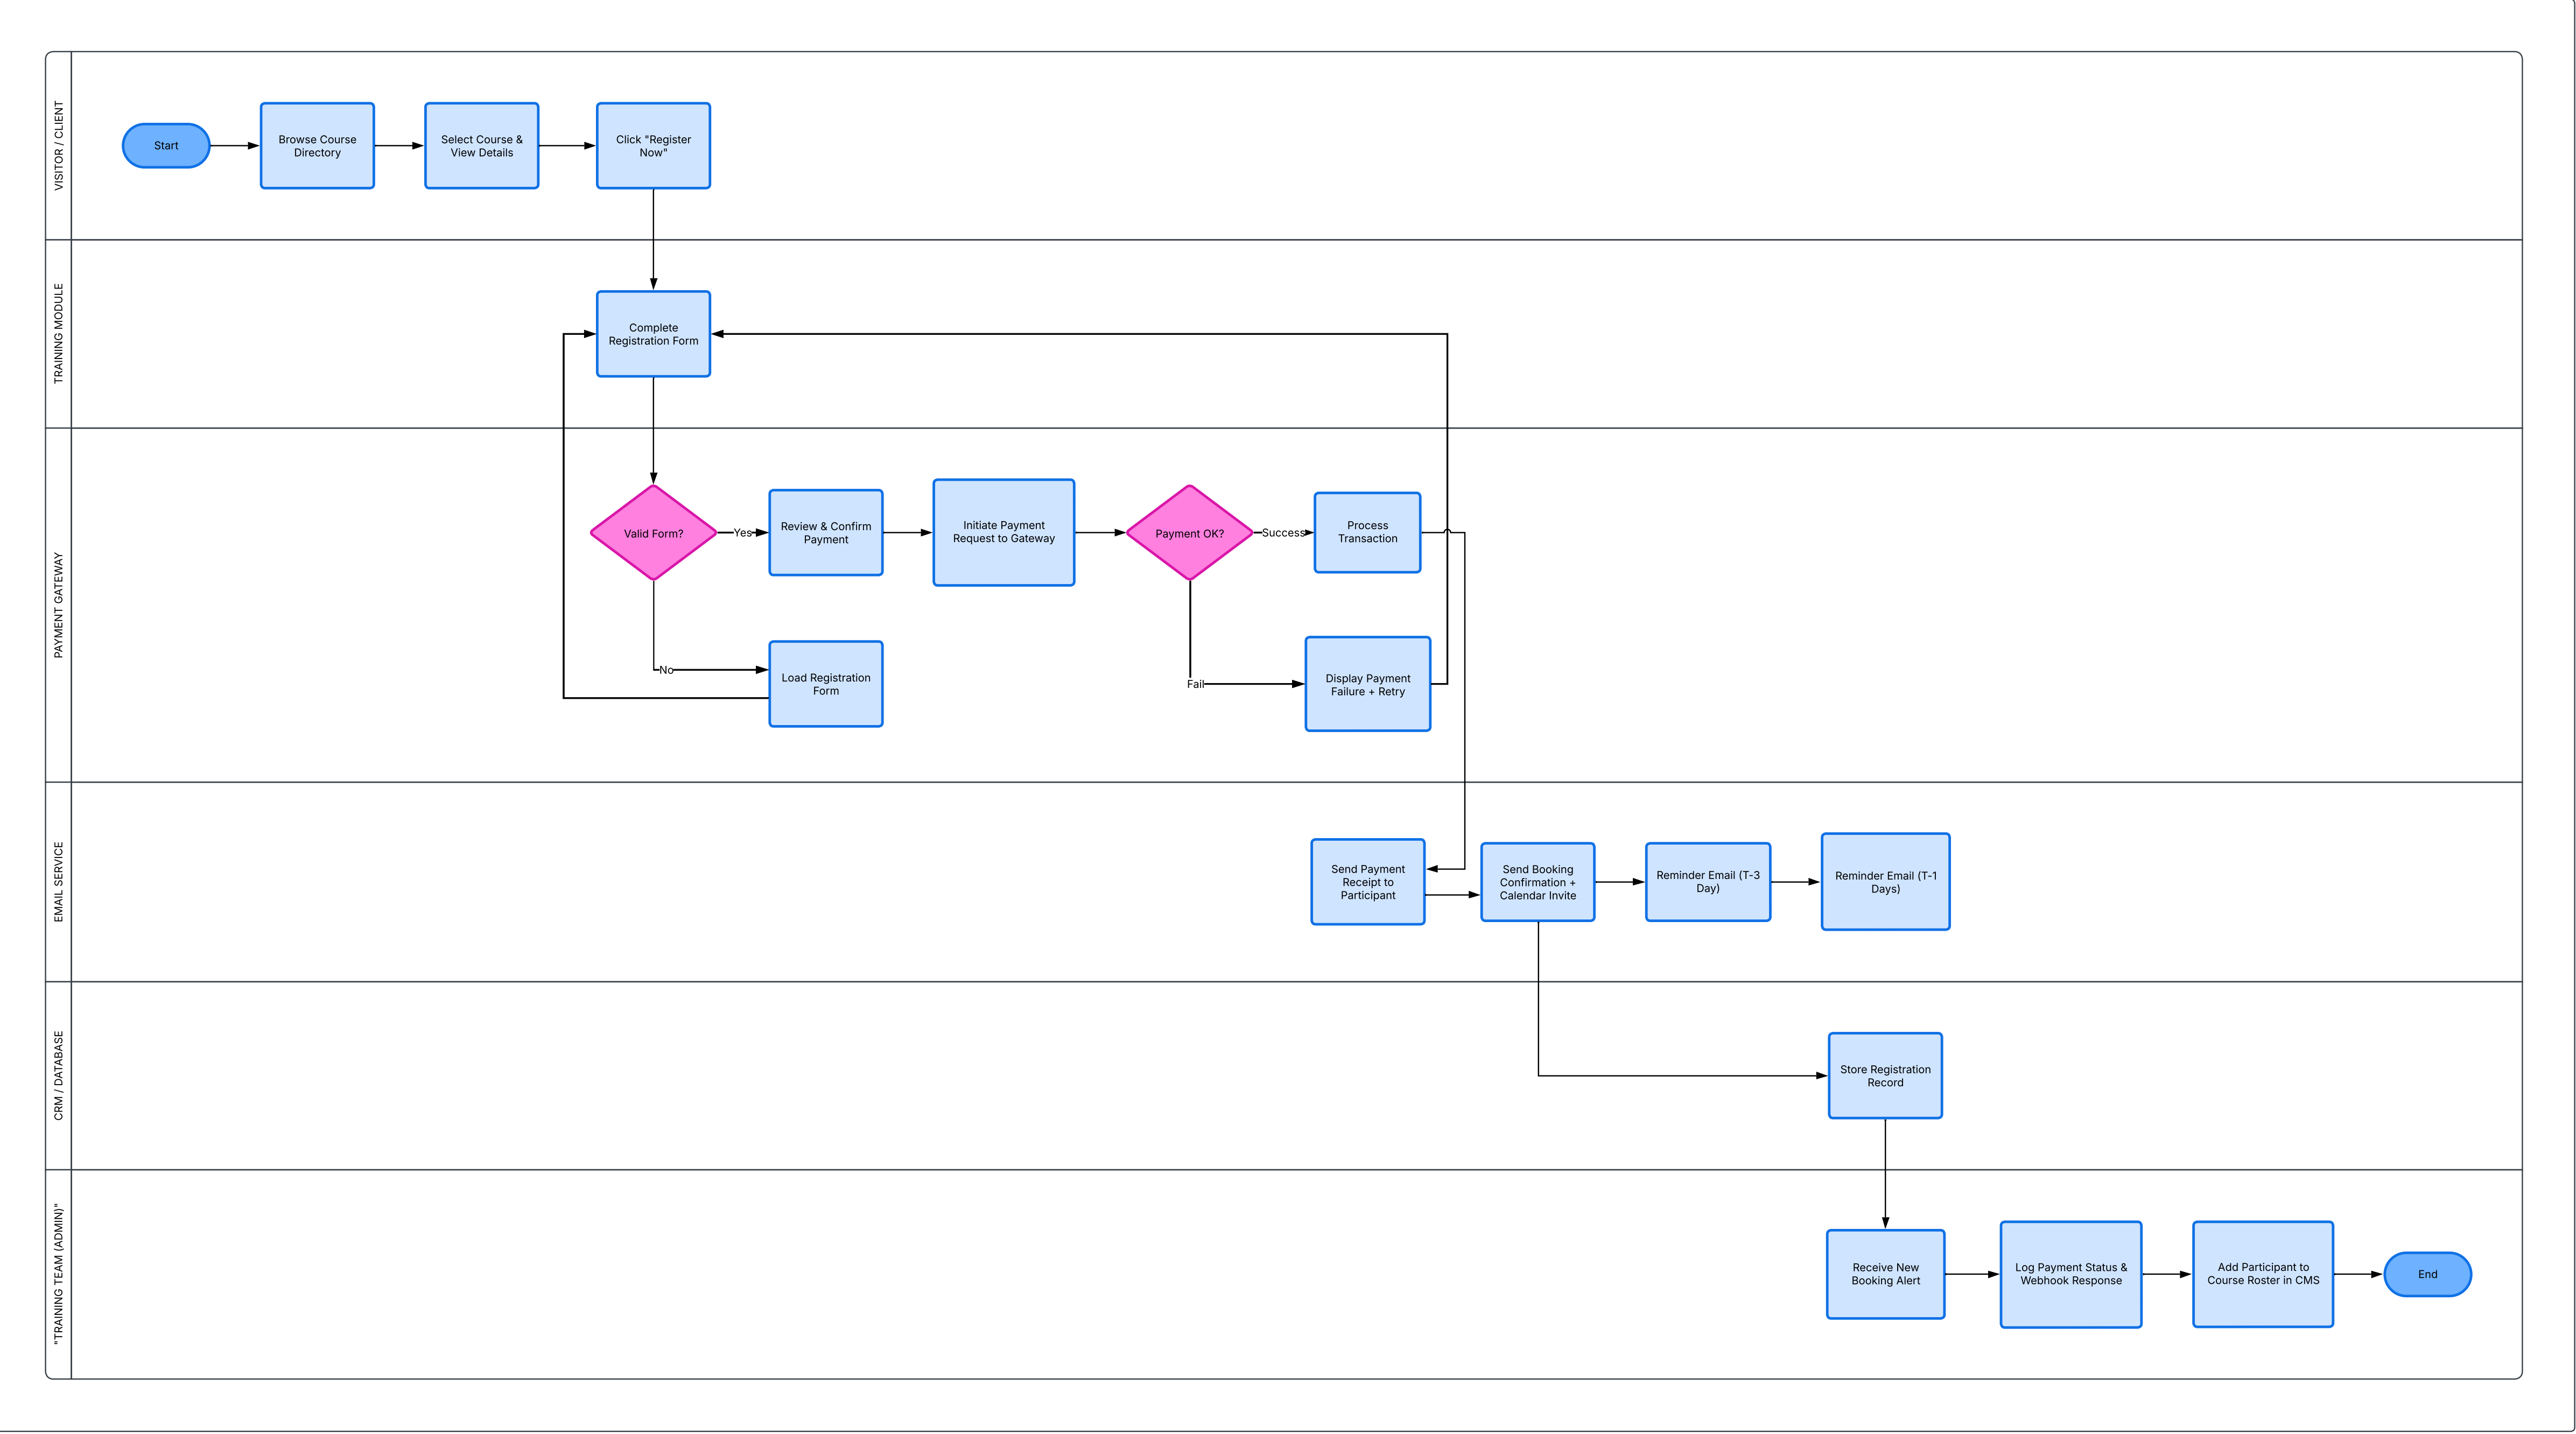 VISITOR / CLIENT
Start
Browse Course
Directory
Select Course &
View Details
Click "Register
Now"
TRAINING MODULE
Complete
Registration Form
PAYMENT GATEWAY
Valid Form?
Yes
Review & Confirm
Payment
Initiate Payment
Request to Gateway
Payment OK?
Success
Process
Transaction
No
Load Registration
Form
Fail
Display Payment
Failure + Retry
EMAIL SERVICE
Send Payment
Receipt to
Participant
Send Booking
Confirmation +
Calendar Invite
Reminder Email (T-3
Day)
Reminder Email (T-1
Days)
CRM / DATABASE
Store Registration
Record
"TRAINING TEAM (ADMIN)"
Receive New
Booking Alert
Log Payment Status &
Webhook Response
Add Participant to
Course Roster in CMS
End